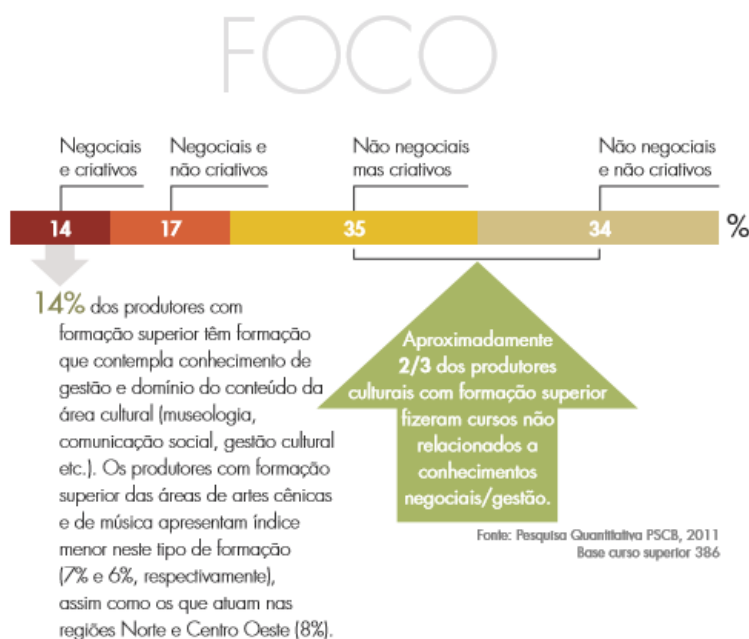 FOCO
Negociais
e criativos
Negociais e
não criativos
Não negociais
mas criativos
Não negociais
e não criativos
14
17
35
34
%
14% dos produtores com
formação superior têm formação
que contempla conhecimento de
gestão e domínio do conteúdo da
área cultural (museologia,
comunicação social, gestão cultural
etc.). Os produtores com formação
superior das áreas de artes cênicas
e de música apresentam índice
menor neste tipo de formação
(7% e 6%, respectivamente),
assim como os que atuam nas
regiões Norte e Centro Oeste (8%).
Aproximadamente
2/3 dos produtores
culturais com formação superior
fizeram cursos não
relacionados a
conhecimentos
negociais/gestão.
Fonte: Pesquisa Quantitativa PSCB, 2011
Base curso superior 386